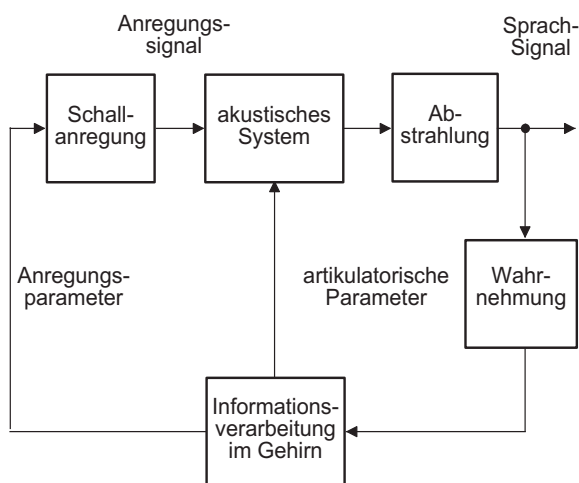 Anregungs-
signal
Sprach-
Signal
Schall-
anregung
akustisches
System
Ab-
strahlung
Anregungs-
parameter
artikulatorische
Parameter
Wahr-
nehmung
Informations-
verarbeitung
im Gehirn